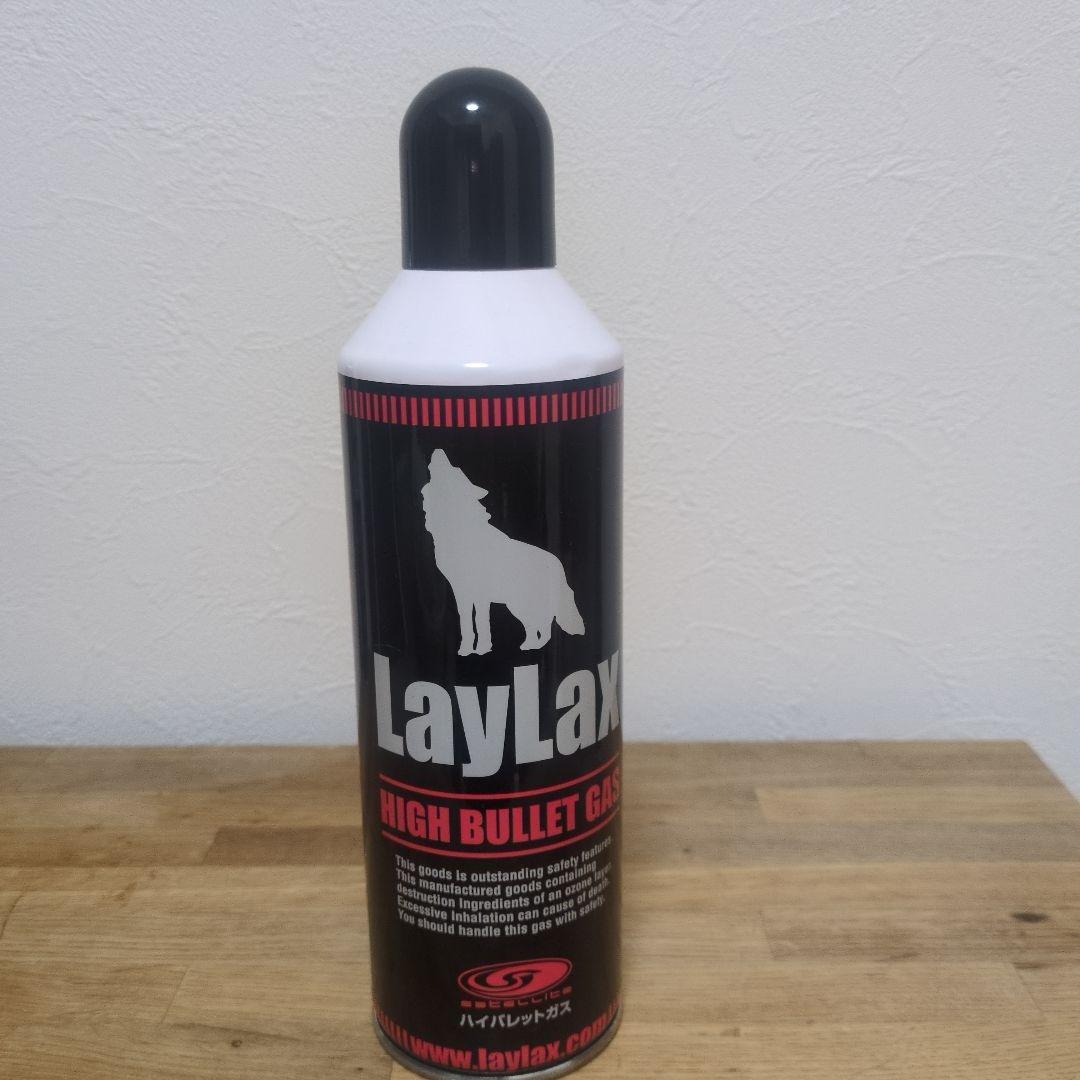 LayLax
HIGH BULLET GAS
This goods is outstanding safety features.
This manufactured goods containing
destruction ingredients of an ozone layer.
Excessive inhalation can cause of death.
You should handle this gas with safety.
satellite
ハイバレットガス
www.laylax.com